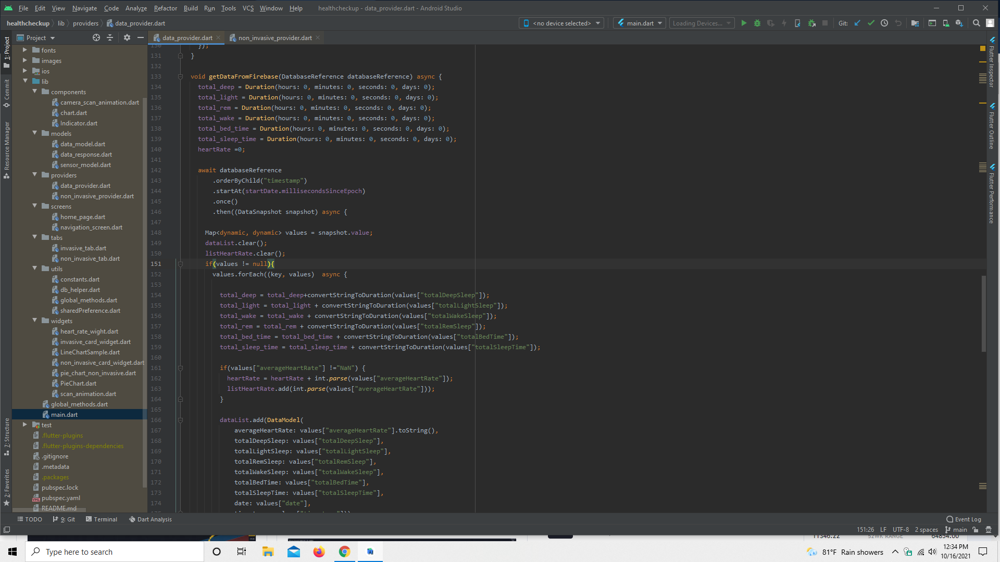 File Edit View Navigate Code Analyze Refactor Build Run Tools VCS Window Help healthcheckup - data_provider.dart - Android Studio
healthcheckup lib providers data_provider.dart <no device selected> main.dart Loading Devices... Git:
Project data_provider.dart non_invasive_provider.dart
1: Project
Commit
Resource Manager
7: Structure
2: Favorites
fonts
images
ios
lib
components
camera_scan_animation.dart
chart.dart
Indicator.dart
models
data_model.dart
data_response.dart
sensor_model.dart
providers
data_provider.dart
non_invasive_provider.dart
screens
home_page.dart
navigation_screen.dart
tabs
invasive_tab.dart
non_invasive_tab.dart
utils
constants.dart
db_helper.dart
global_methods.dart
sharedPreference.dart
widgets
heart_rate_wight.dart
invasive_card_widget.dart
LineChartSample.dart
non_invasive_card_widget.dart
pie_chart_non_invasive.dart
PieChart.dart
scan_animation.dart
global_methods.dart
main.dart
test
.flutter-plugins
.flutter-plugins-dependencies
.gitignore
.metadata
.packages
pubspec.lock
pubspec.yaml
README.md
130 });
131 }
132
133 void getDataFromFirebase(DatabaseReference databaseReference) async {
134 total_deep = Duration(hours: 0, minutes: 0, seconds: 0, days: 0);
135 total_light = Duration(hours: 0, minutes: 0, seconds: 0, days: 0);
136 total_rem = Duration(hours: 0, minutes: 0, seconds: 0, days: 0);
137 total_wake = Duration(hours: 0, minutes: 0, seconds: 0, days: 0);
138 total_bed_time = Duration(hours: 0, minutes: 0, seconds: 0, days: 0);
139 total_sleep_time = Duration(hours: 0, minutes: 0, seconds: 0, days: 0);
140 heartRate =0;
141
142 await databaseReference
143 .orderByChild("timestamp")
144 .startAt(startDate.millisecondsSinceEpoch)
145 .once()
146 .then((DataSnapshot snapshot) async {
147
148 Map<dynamic, dynamic> values = snapshot.value;
149 dataList.clear();
150 listHeartRate.clear();
151 if(values != null){
152 values.forEach((key, values)  async {
153
154 total_deep = total_deep+convertStringToDuration(values["totalDeepSleep"]);
155 total_light = total_light + convertStringToDuration(values["totalLightSleep"]);
156 total_wake = total_wake + convertStringToDuration(values["totalWakeSleep"]);
157 total_rem = total_rem + convertStringToDuration(values["totalRemSleep"]);
158 total_bed_time = total_bed_time + convertStringToDuration(values["totalBedTime"]);
159 total_sleep_time = total_sleep_time + convertStringToDuration(values["totalSleepTime"]);
160
161 if(values["averageHeartRate"] !="NaN") {
162 heartRate = heartRate + int.parse(values["averageHeartRate"]);
163 listHeartRate.add(int.parse(values["averageHeartRate"]));
164 }
165
166 dataList.add(DataModel(
167 averageHeartRate: values["averageHeartRate"].toString(),
168 totalDeepSleep: values["totalDeepSleep"],
169 totalLightSleep: values["totalLightSleep"],
170 totalRemSleep: values["totalRemSleep"],
171 totalWakeSleep: values["totalWakeSleep"],
172 totalBedTime: values["totalBedTime"],
173 totalSleepTime: values["totalSleepTime"],
174 date: values["date"],
Flutter Inspector
Flutter Outline
Flutter Performance
TODO 9: Git Terminal Dart Analysis Event Log
151:26 LF UTF-8 2 spaces main
11346.22 52WK RANGE 64854.00
Type here to search 81°F Rain showers 12:34 PM
10/16/2021